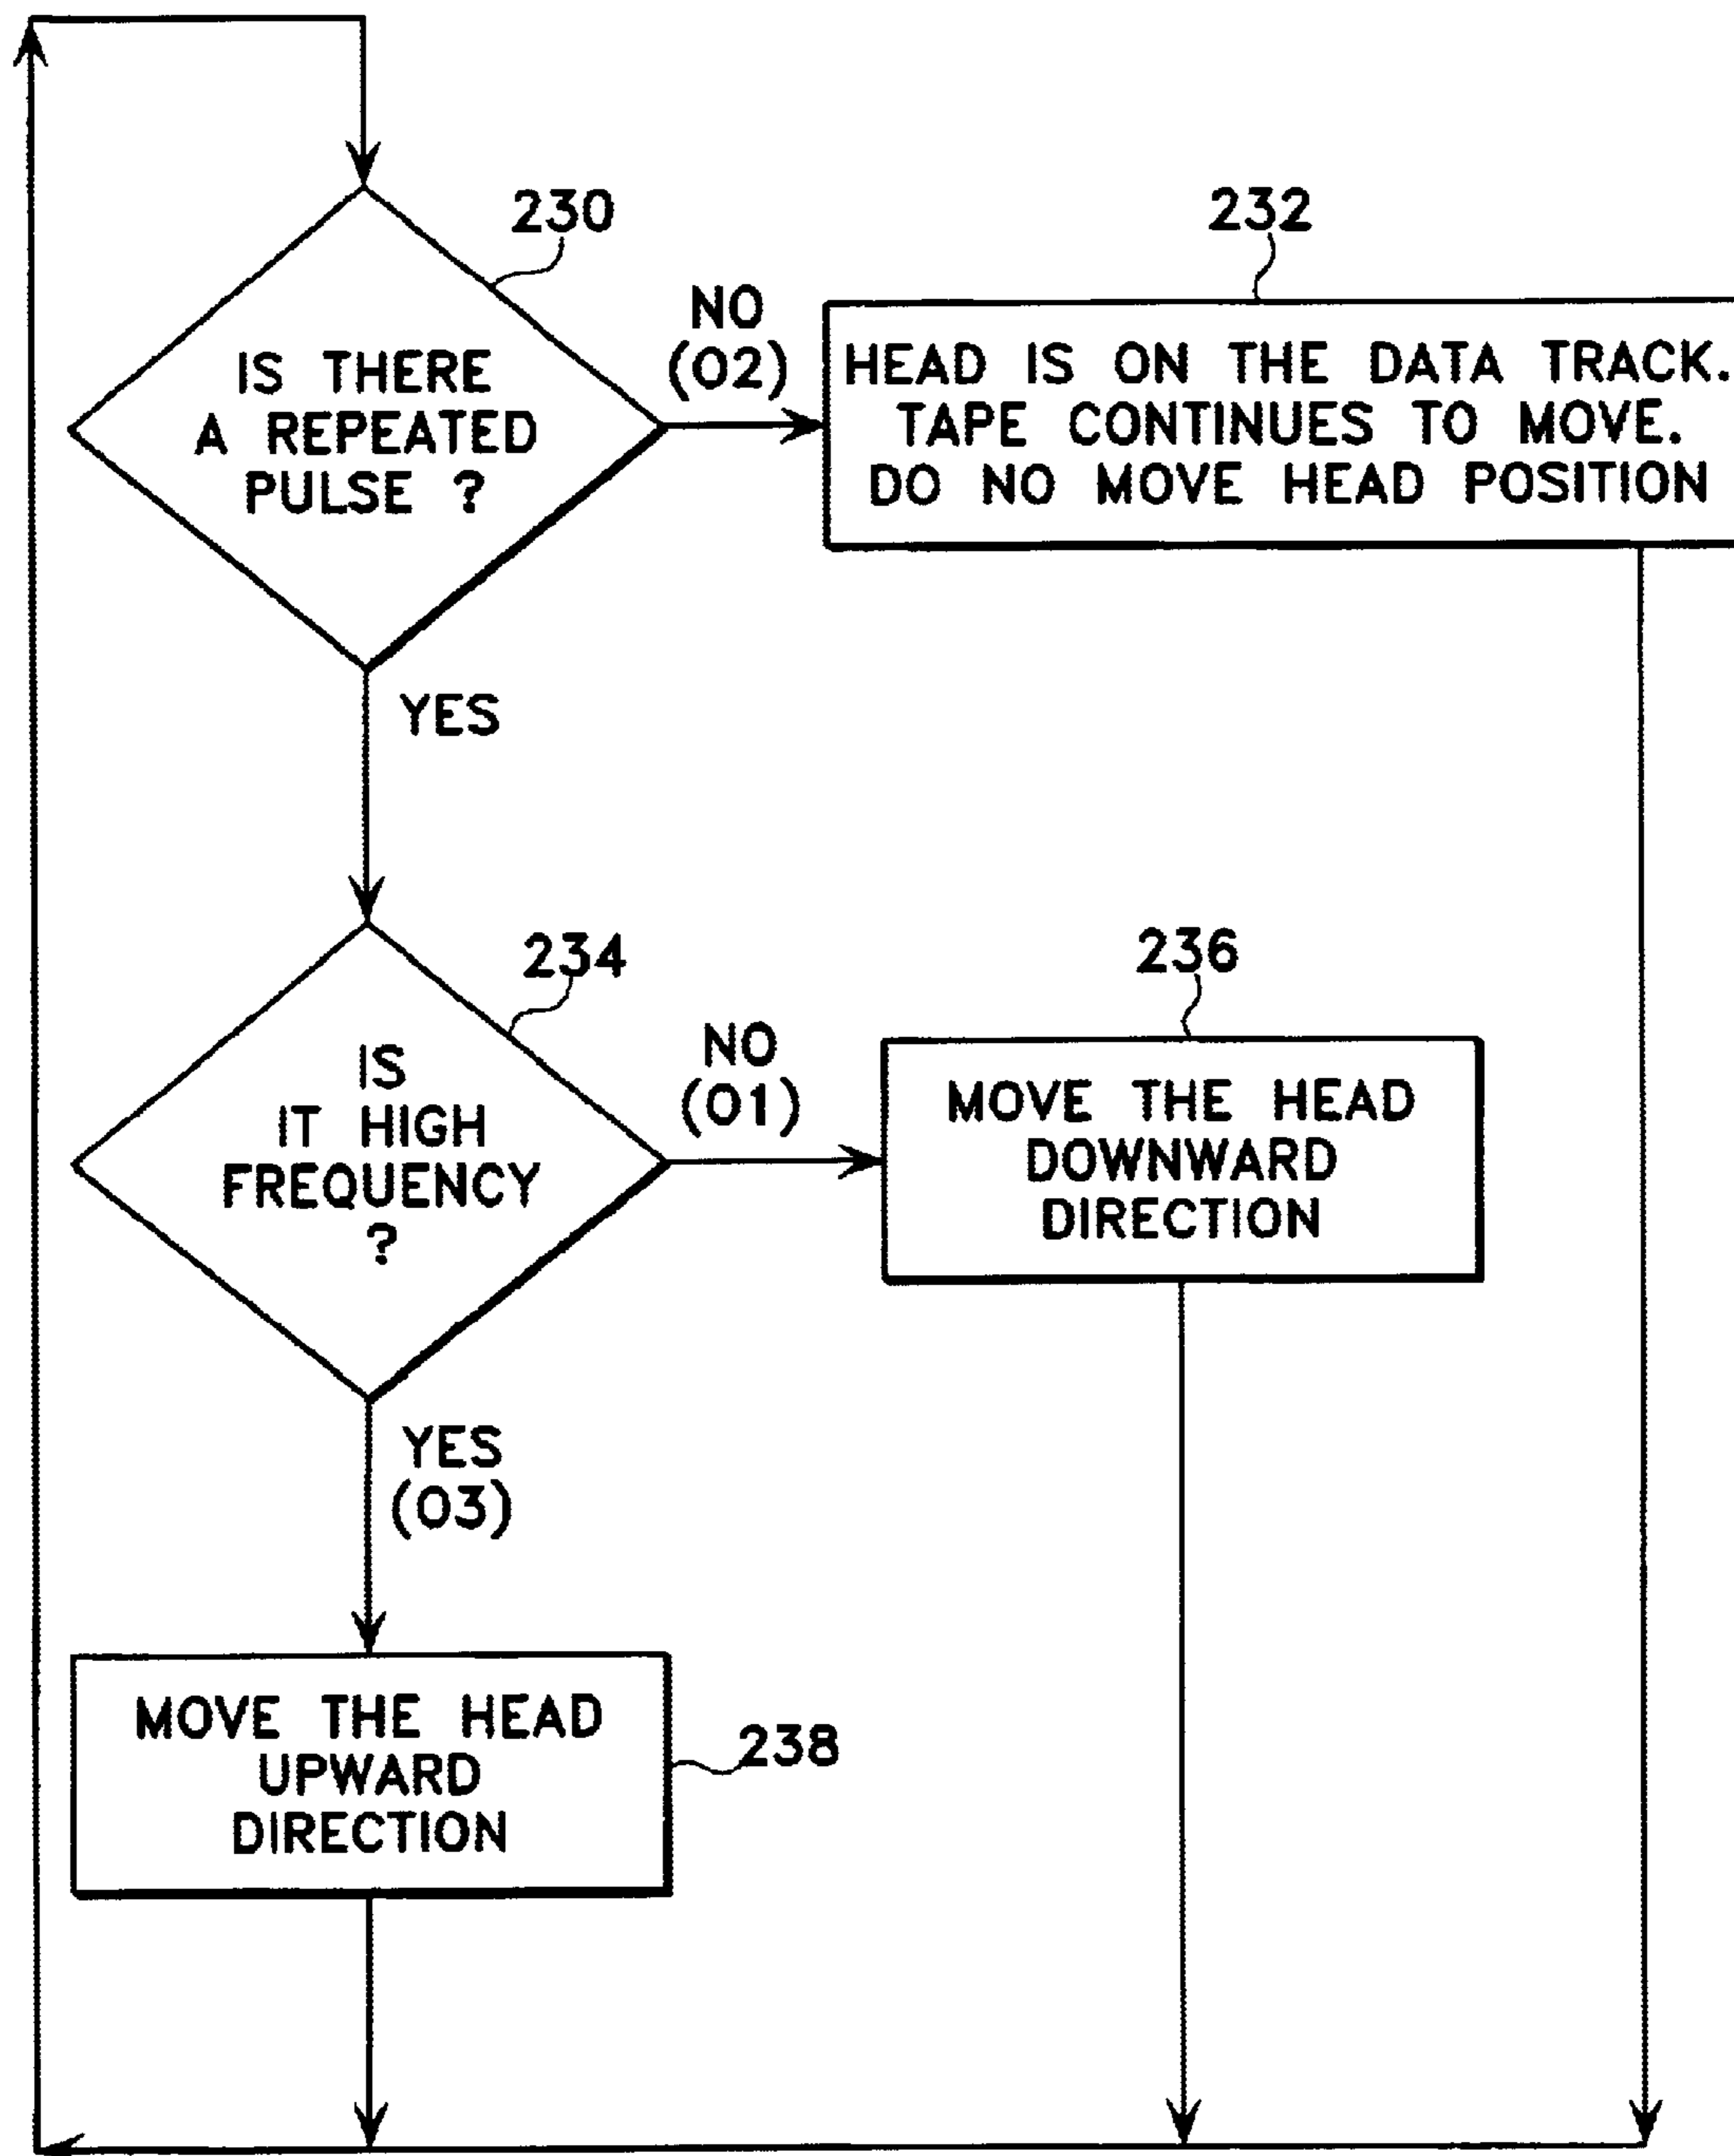 230
IS THERE
A REPEATED
PULSE ?
NO
(02)
232
HEAD IS ON THE DATA TRACK.
TAPE CONTINUES TO MOVE.
DO NO MOVE HEAD POSITION
YES
234
IS
IT HIGH
FREQUENCY
?
NO
(01)
236
MOVE THE HEAD
DOWNWARD
DIRECTION
YES
(03)
MOVE THE HEAD
UPWARD
DIRECTION
238